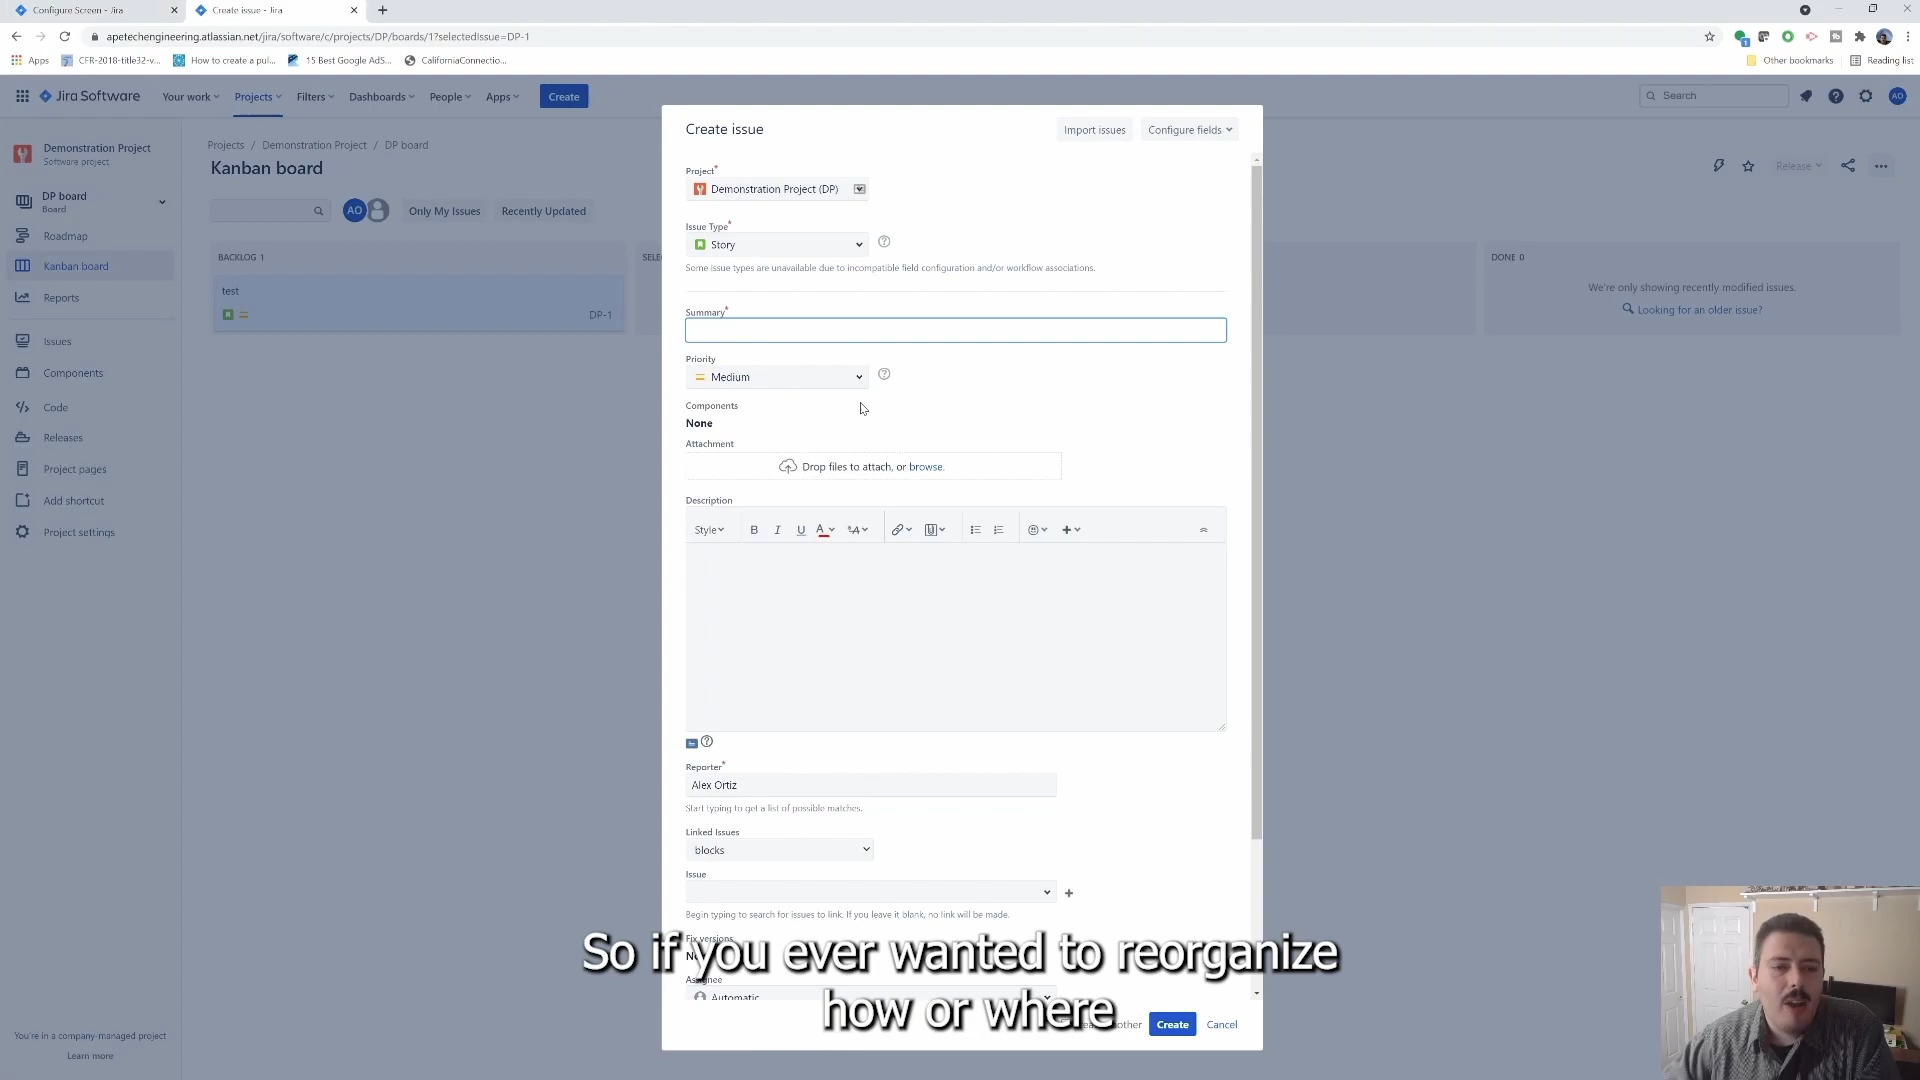 Configure Screen - Jira
Create issue - Jira
apetechengineering.atlassian.net/jira/software/c/projects/DP/boards/1?selectedIssue=DP-1
Apps
CFR-2018-title32-v...
How to create a pul...
15 Best Google AdS...
CaliforniaConnectio...
Other bookmarks
Reading list
Jira Software
Your work
Projects
Filters
Dashboards
People
Apps
Create
Search
AO
Demonstration Project
Software project
DP board
Board
Roadmap
Kanban board
Reports
Issues
Components
Code
Releases
Project pages
Add shortcut
Project settings
You're in a company-managed project
Learn more
Projects / Demonstration Project / DP board
Kanban board
Release
AO
Only My Issues
Recently Updated
BACKLOG 1
test
DP-1
SELE
DONE 0
We're only showing recently modified issues.
Looking for an older issue?
Create issue
Import issues
Configure fields
Project*
Demonstration Project (DP)
Issue Type*
Story
Some issue types are unavailable due to incompatible field configuration and/or workflow associations.
Summary*
Priority
Medium
Components
None
Attachment
Drop files to attach, or browse.
Description
Style
B
I
U
A
Reporter*
Alex Ortiz
Start typing to get a list of possible matches.
Linked Issues
blocks
Issue
Begin typing to search for issues to link. If you leave it blank, no link will be made.
Fix versions
Assignee
Automatic
Create
Cancel
So if you ever wanted to reorganize
how or where